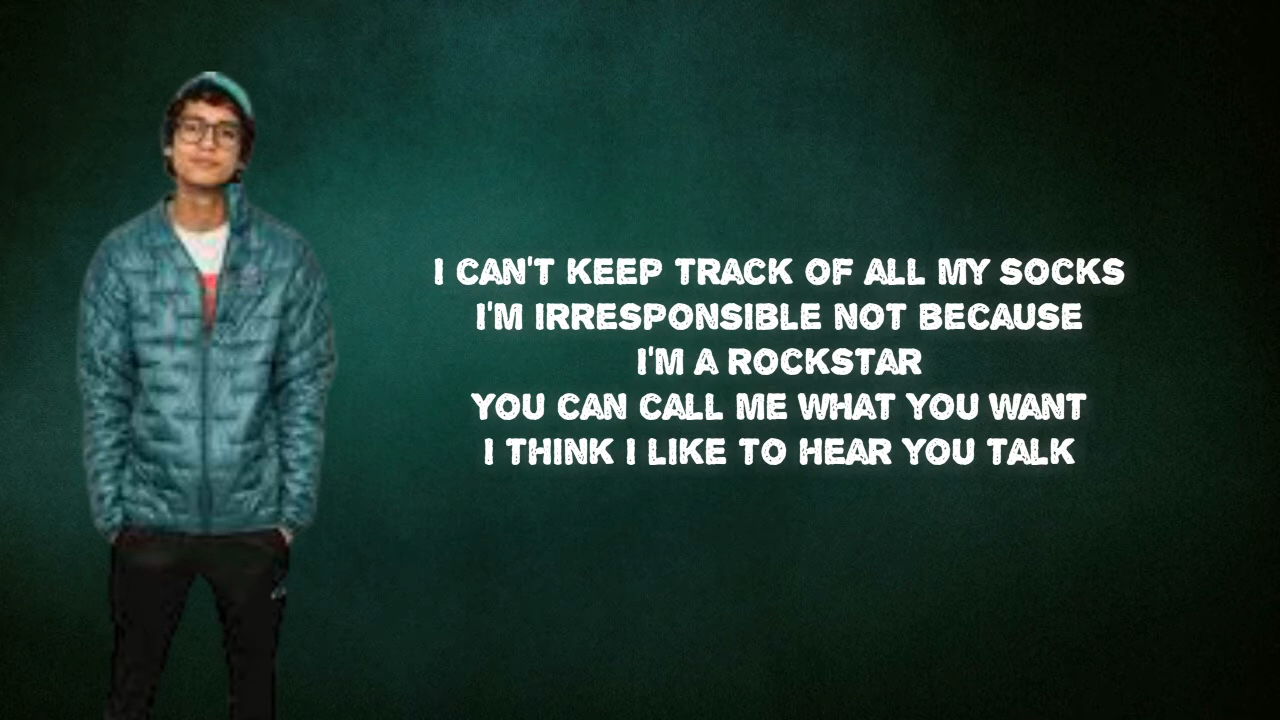 I CAN'T KEEP TRACK OF ALL MY SOCKS
I'M IRRESPONSIBLE NOT BECAUSE
I'M A ROCKSTAR
YOU CAN CALL ME WHAT YOU WANT
I THINK I LIKE TO HEAR YOU TALK